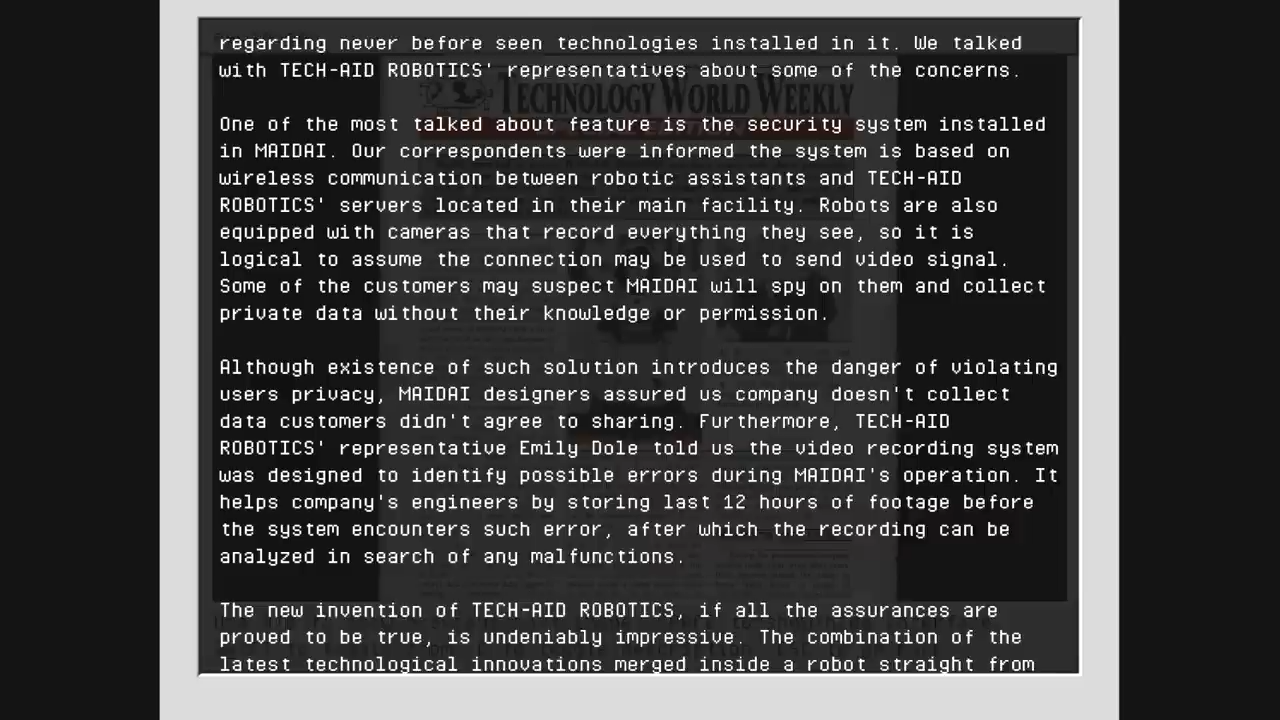 regarding never before seen technologies installed in it. We talked
with TECH-AID ROBOTICS' representatives about some of the concerns.
TECHNOLOGY WORLD WEEKLY
One of the most talked about feature is the security system installed
in MAIDAI. Our correspondents were informed the system is based on
wireless communication between robotic assistants and TECH-AID
ROBOTICS' servers located in their main facility. Robots are also
equipped with cameras that record everything they see, so it is
logical to assume the connection may be used to send video signal.
Some of the customers may suspect MAIDAI will spy on them and collect
private data without their knowledge or permission.
Although existence of such solution introduces the danger of violating
users privacy, MAIDAI designers assured us company doesn't collect
data customers didn't agree to sharing. Furthermore, TECH-AID
ROBOTICS' representative Emily Dole told us the video recording system
was designed to identify possible errors during MAIDAI's operation. It
helps company's engineers by storing last 12 hours of footage before
the system encounters such error, after which the recording can be
analyzed in search of any malfunctions.
The new invention of TECH-AID ROBOTICS, if all the assurances are
proved to be true, is undeniably impressive. The combination of the
latest technological innovations merged inside a robot straight from